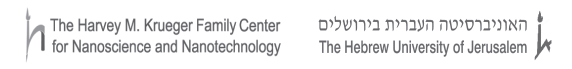 The Harvey M. Krueger Family Center
for Nanoscience and Nanotechnology
האוניברסיטה העברית בירושלים
The Hebrew University of Jerusalem